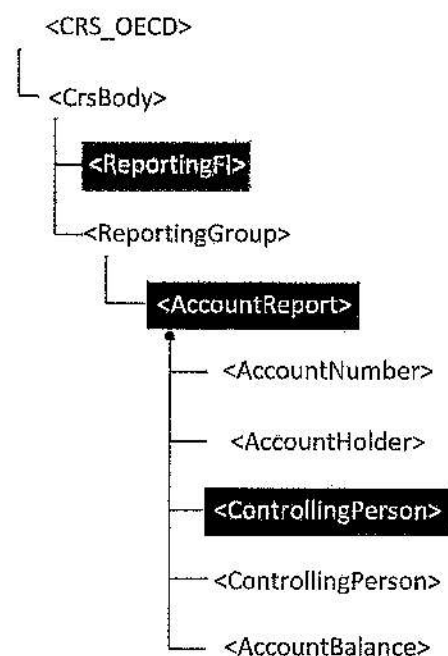 <CRS_OECD>
<CrsBody>
<ReportingFI>
<ReportingGroup>
<AccountReport>
<AccountNumber>
<AccountHolder>
<ControllingPerson>
<ControllingPerson>
<AccountBalance>